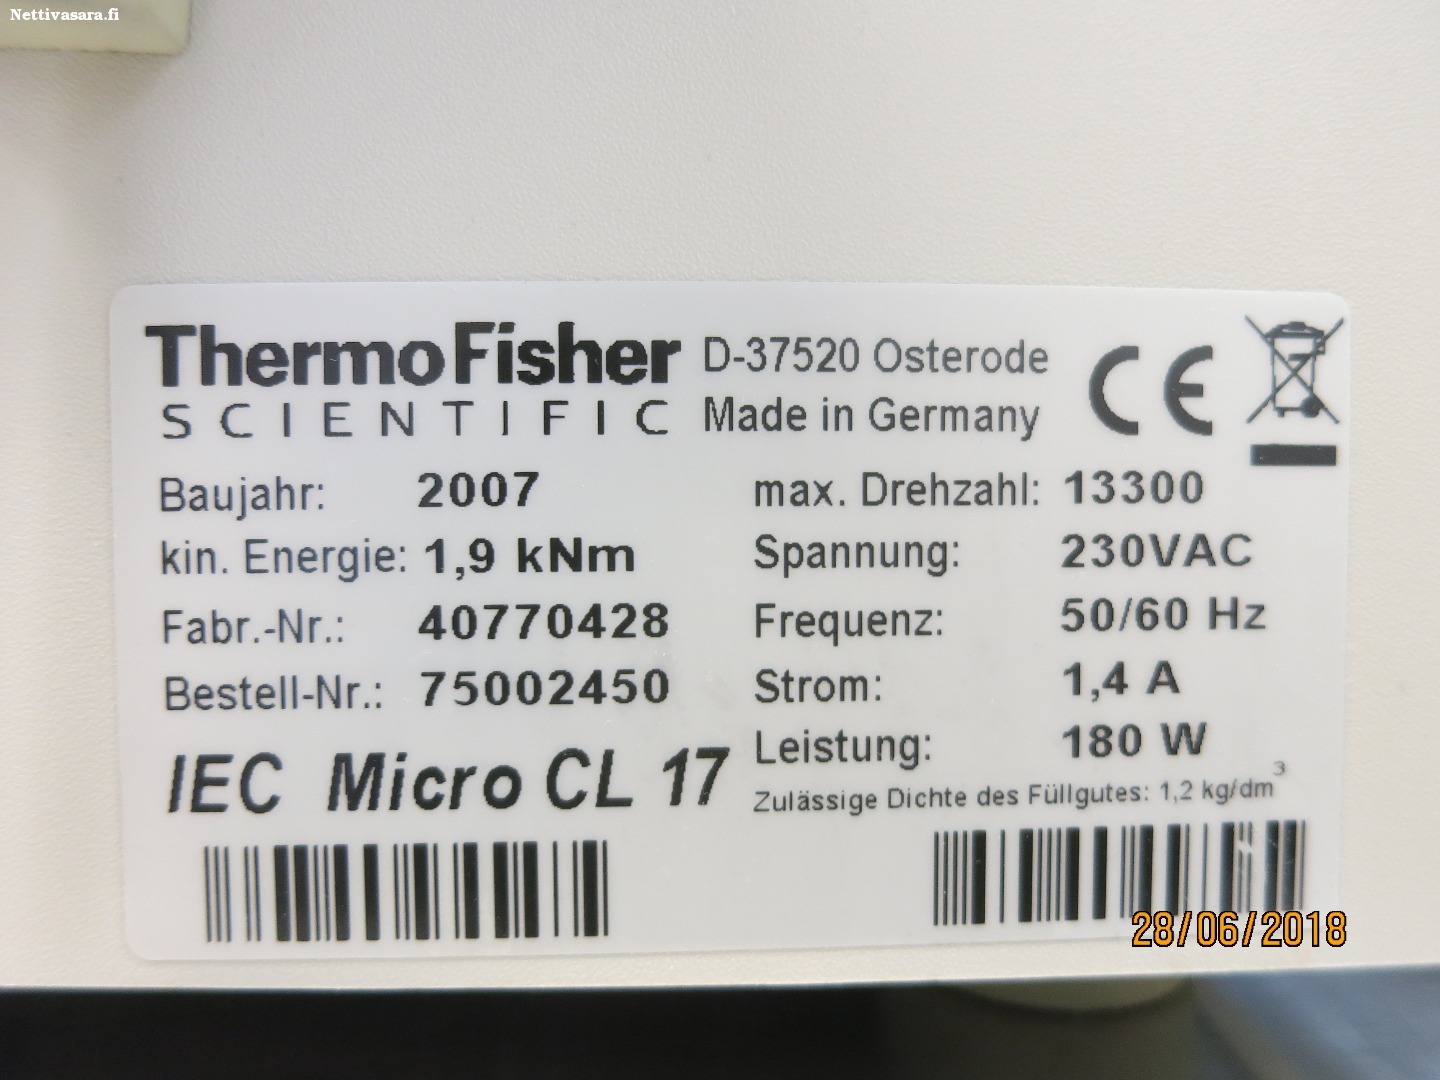 Nettivasara.fi
ThermoFisher
SCIENTIFIC
D-37520 Osterode
Made in Germany
CE
Baujahr: 2007
kin. Energie: 1,9 kNm
Fabr.-Nr.: 40770428
Bestell-Nr.: 75002450
IEC Micro CL 17
max. Drehzahl: 13300
Spannung: 230VAC
Frequenz: 50/60 Hz
Strom: 1,4 A
Leistung: 180 W
Zulässige Dichte des Füllgutes: 1,2 kg/dm³
28/06/2018